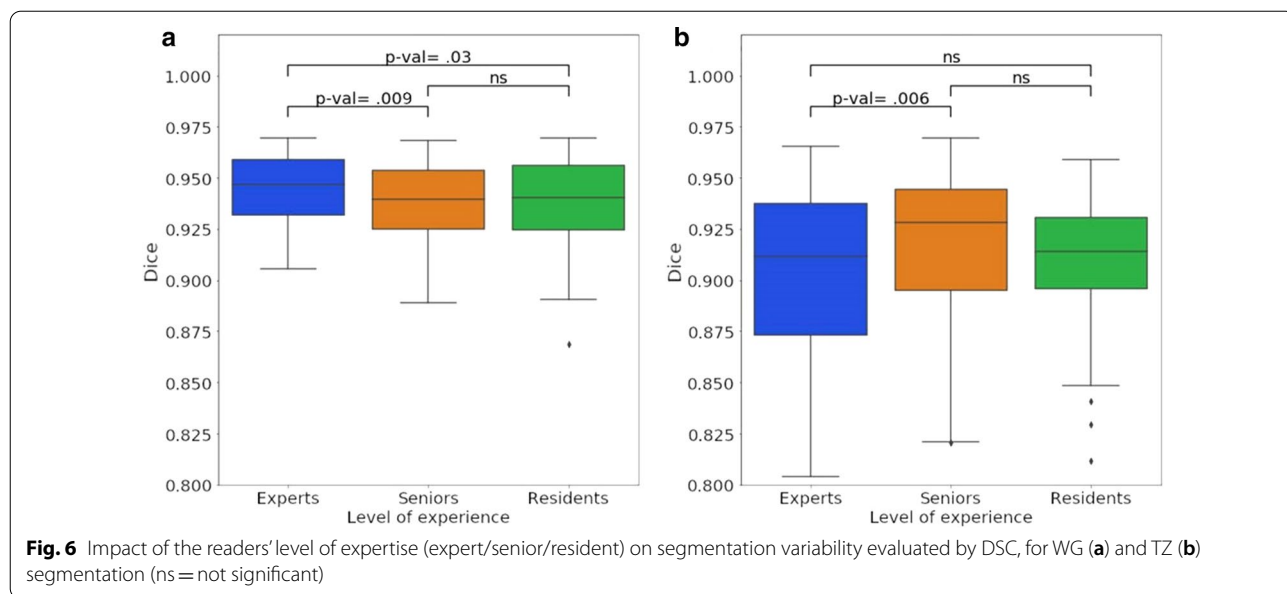 a
p-val= .03
1.000
ns
p-val= .009
0.975
0.950
0.925
Dice
0.900
0.875
0.850
0.825
0.800
Experts Seniors Residents
Level of experience
b
ns
1.000
ns
p-val= .006
0.975
0.950
0.925
Dice
0.900
0.875
0.850
0.825
0.800
Experts Seniors Residents
Level of experience
Fig. 6 Impact of the readers' level of expertise (expert/senior/resident) on segmentation variability evaluated by DSC, for WG (a) and TZ (b)
segmentation (ns = not significant)